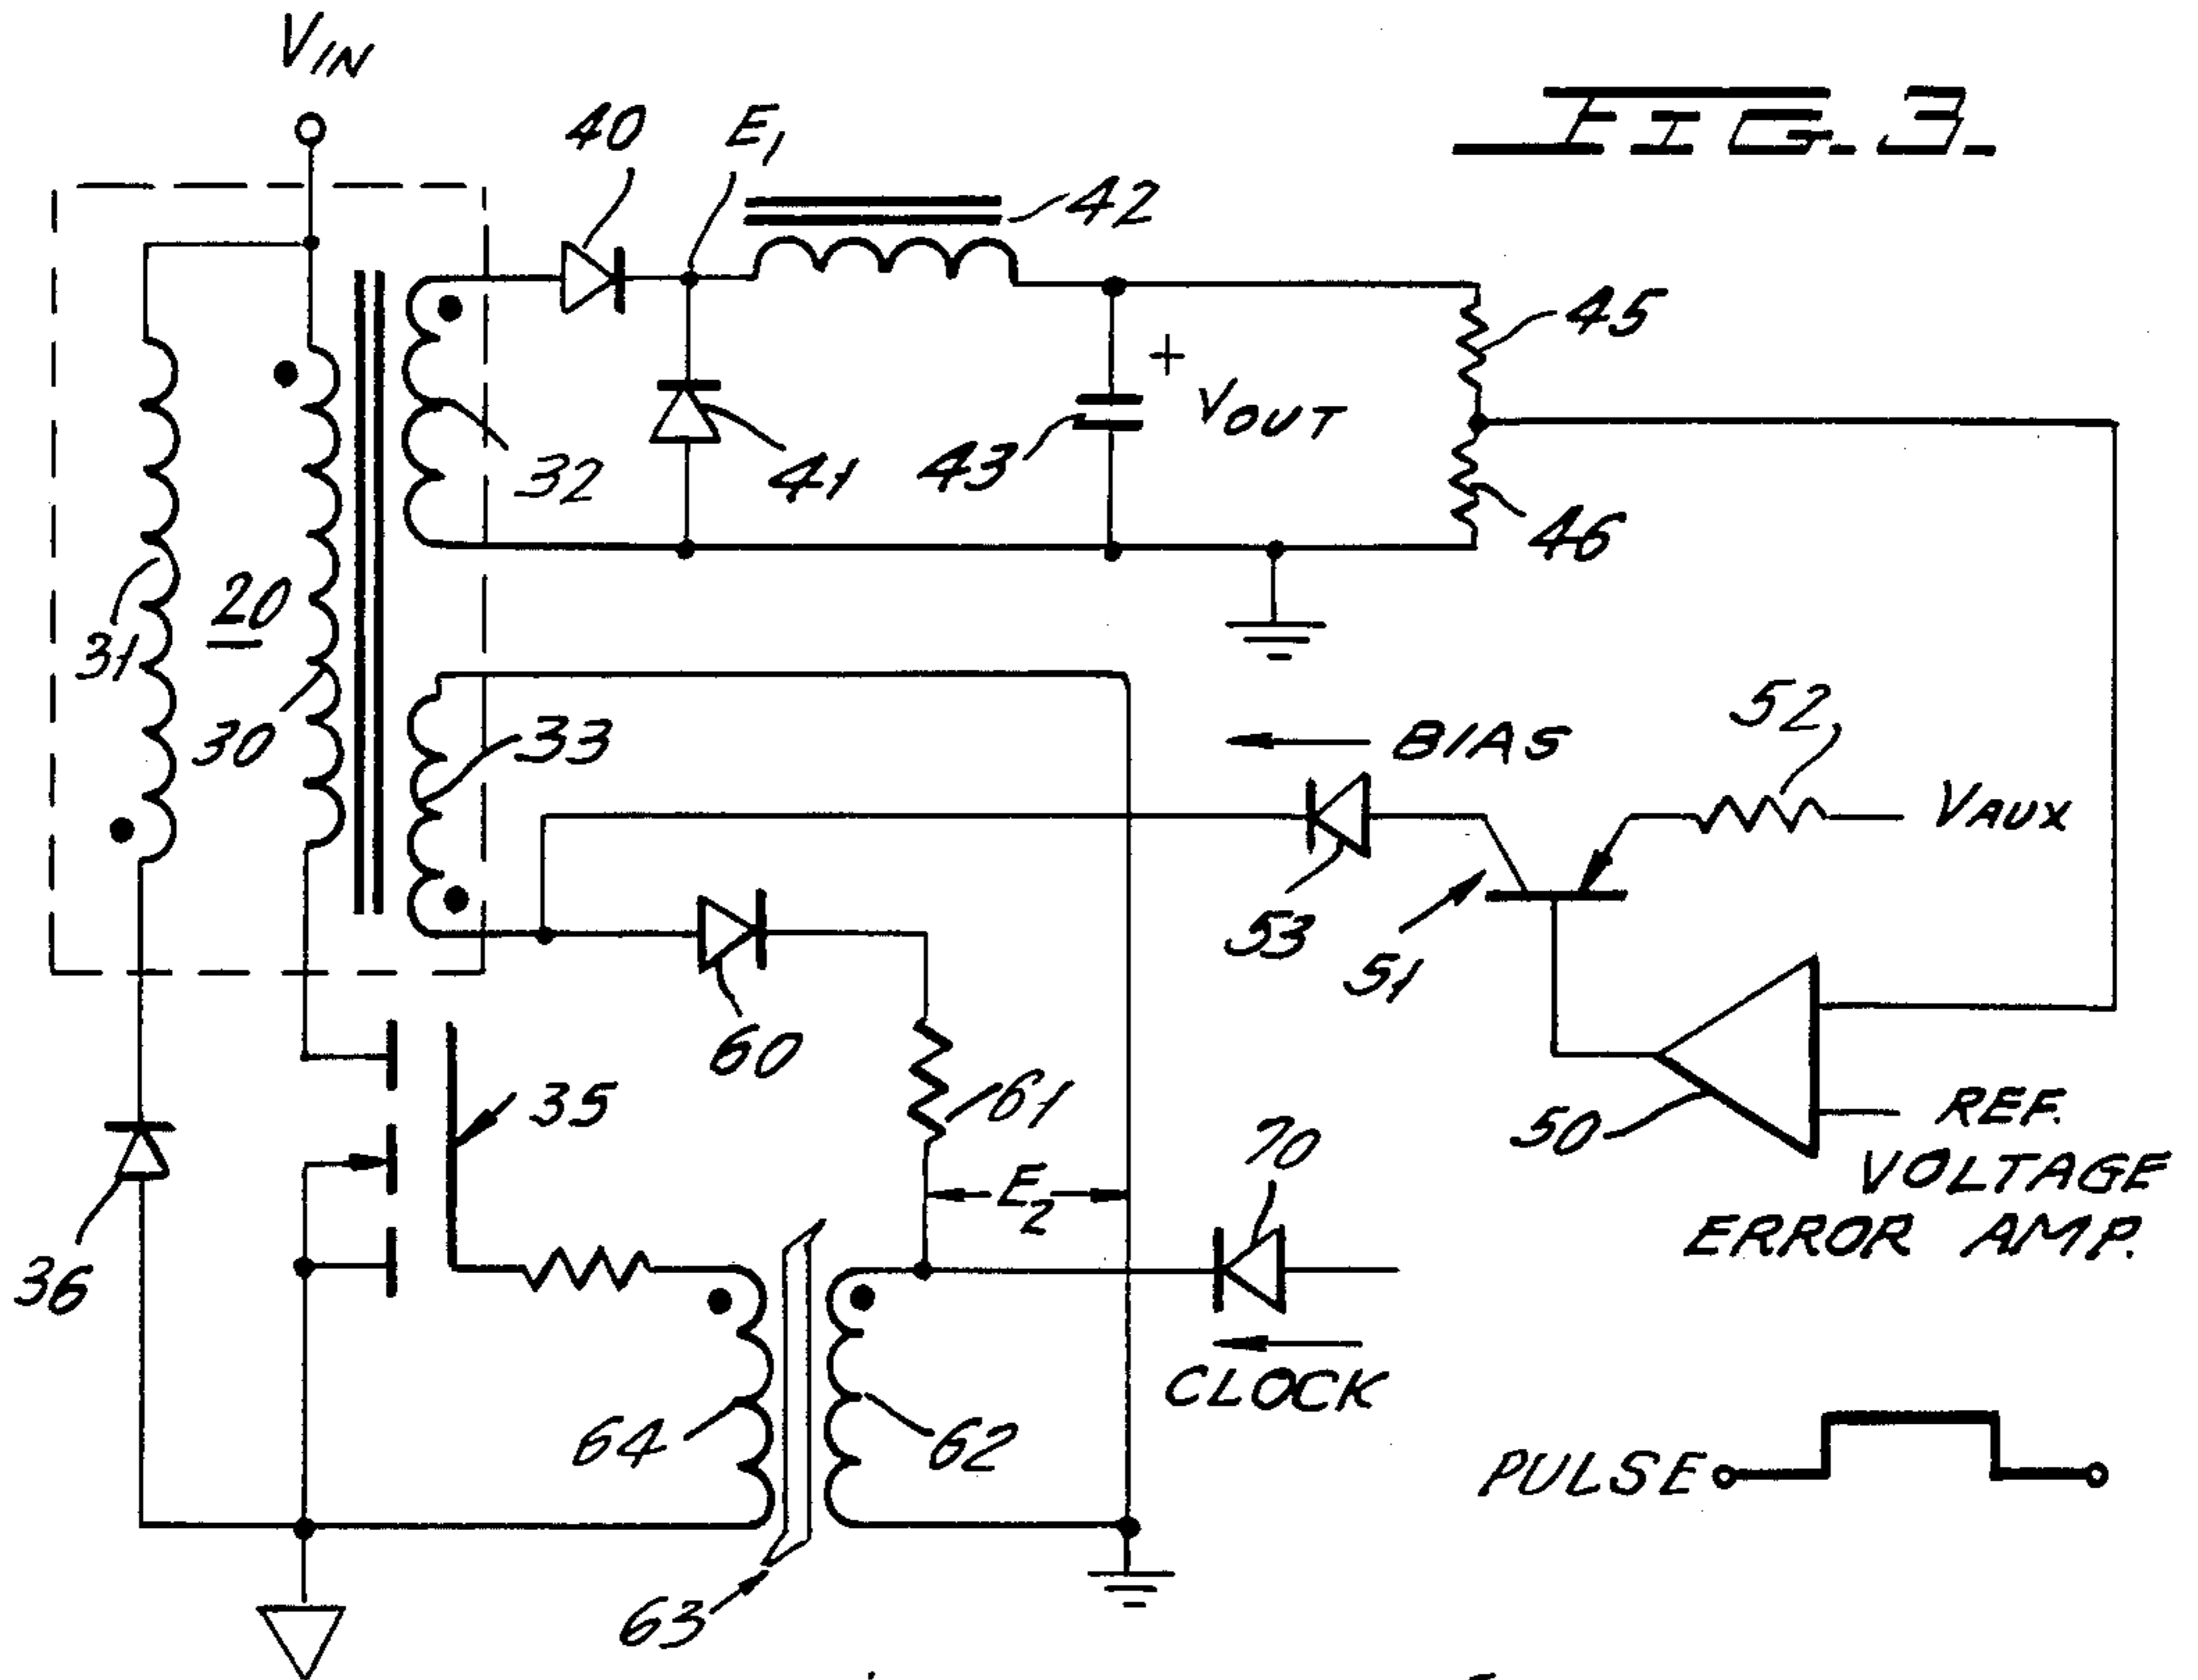 VIN
FIG. 3.
40
E1
42
45
+
VOUT
43
41
32
46
20
31
30
33
52
BIAS
VAUX
53
51
60
35
61
70
50
REF.
VOLTAGE
ERROR AMP.
E2
36
CLOCK
64
62
PULSE
63